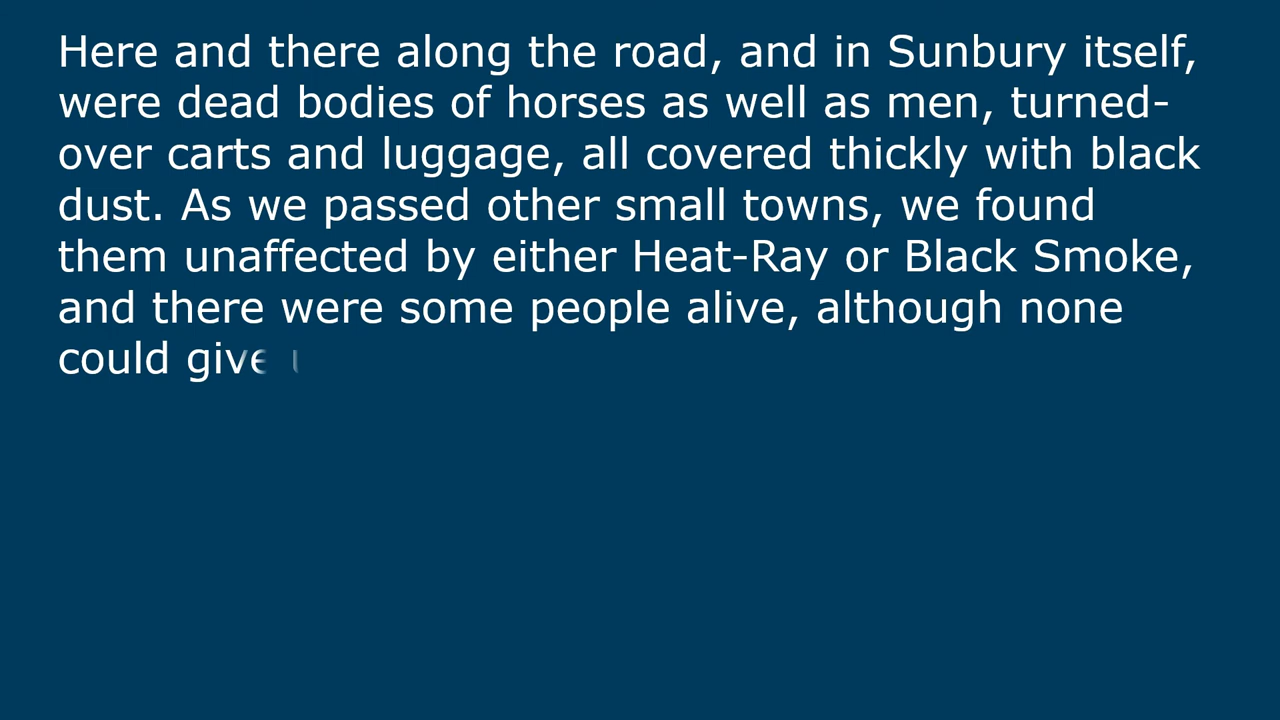 Here and there along the road, and in Sunbury itself,
were dead bodies of horses as well as men, turned-
over carts and luggage, all covered thickly with black
dust. As we passed other small towns, we found
them unaffected by either Heat-Ray or Black Smoke,
and there were some people alive, although none
could give